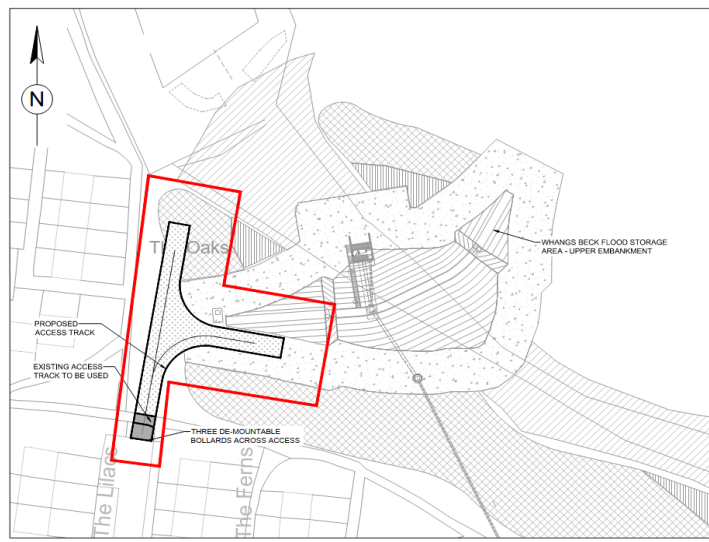 N
The Oaks
WHANGS BECK FLOOD STORAGE
AREA - UPPER EMBANKMENT
PROPOSED
ACCESS TRACK
EXISTING ACCESS
TRACK TO BE USED
THREE DE-MOUNTABLE
BOLLARDS ACROSS ACCESS
The Lilacs
The Ferns